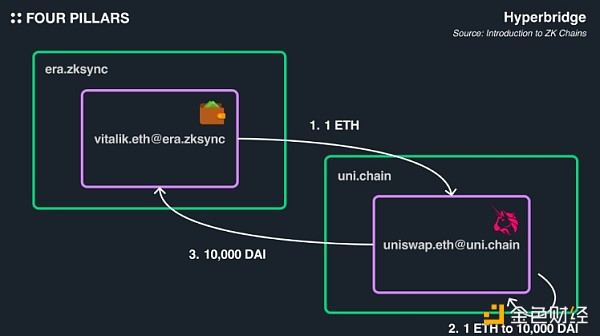 FOUR PILLARS
Hyperbridge
Source: Introduction to ZK Chains
era.zksync
vitalik.eth@era.zksync
1. 1 ETH
uni.chain
uniswap.eth@uni.chain
3. 10,000 DAI
2. 1 ETH to 10,000 DAI
金色财经